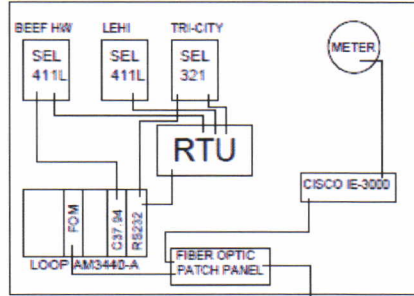 BEEF HW LEHI TRI-CITY
SEL
411L
SEL
411L
SEL
321
METER
RTU
CISCO IE-3000
FOM
C37.94
RS232
LOOP AM3440-A
FIBER OPTIC
PATCH PANEL